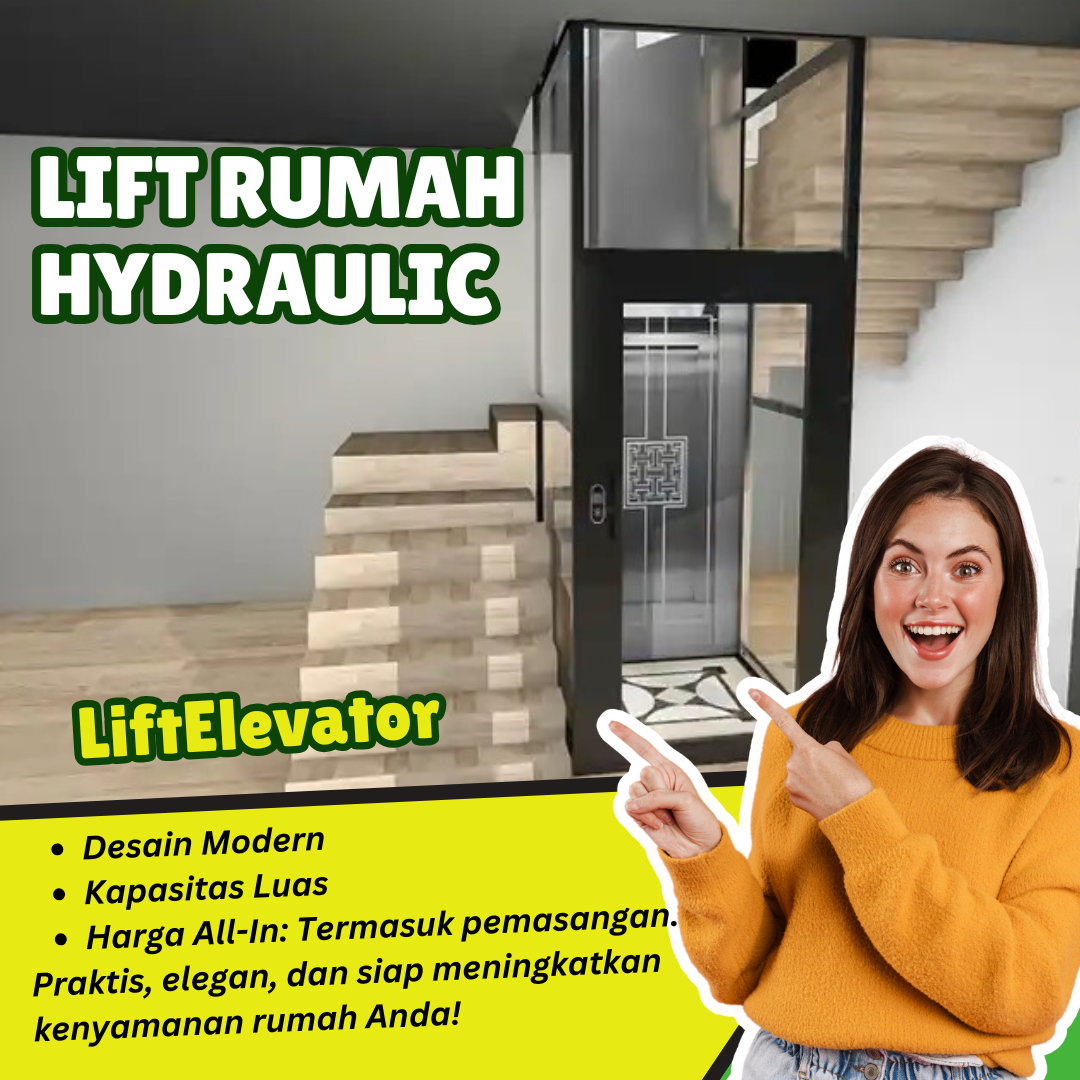 LIFT RUMAH
HYDRAULIC
LiftElevator
• Desain Modern
• Kapasitas Luas
• Harga All-In: Termasuk pemasangan.
Praktis, elegan, dan siap meningkatkan
kenyamanan rumah Anda!